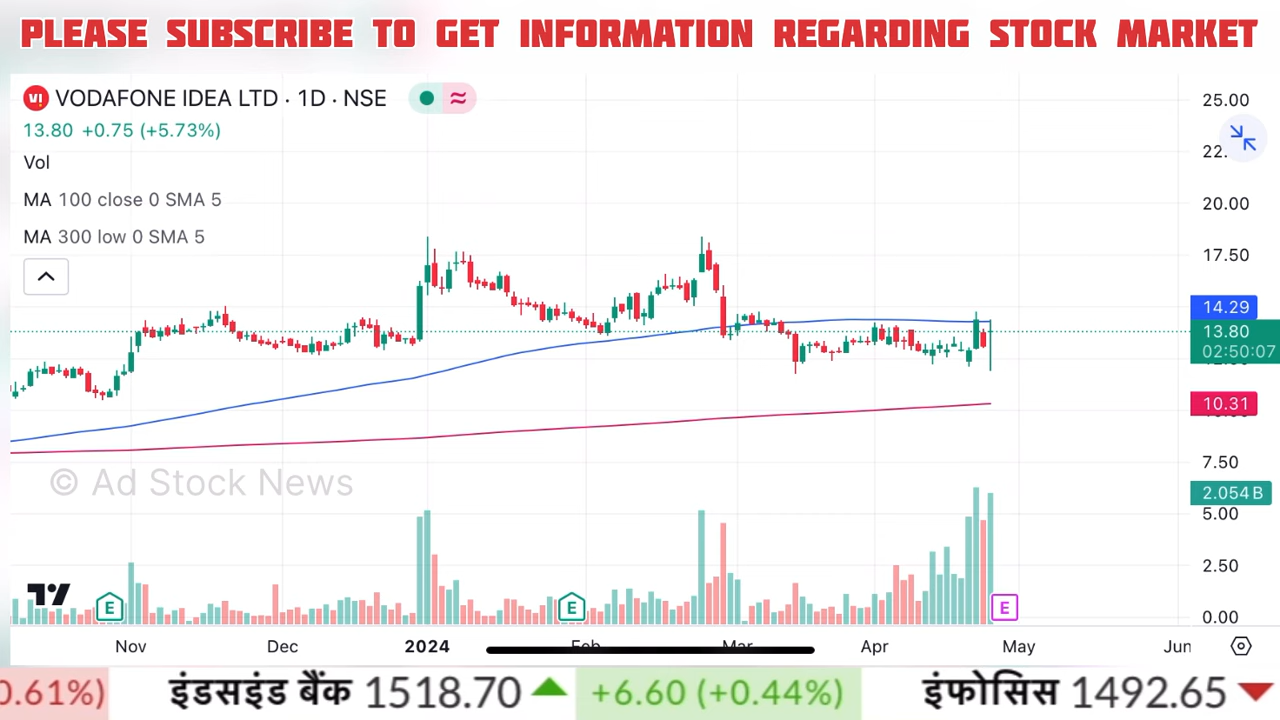 PLEASE SUBSCRIBE TO GET INFORMATION REGARDING STOCK MARKET
VODAFONE IDEA LTD · 1D · NSE
13.80 +0.75 (+5.73%)
Vol
MA 100 close 0 SMA 5
MA 300 low 0 SMA 5
25.00
22.
20.00
17.50
14.29
13.80
02:50:07
10.31
7.50
2.054B
5.00
2.50
0.00
© Ad Stock News
E E E
Nov Dec 2024 Feb Mar Apr May Jun
0.61%) इंडसइंड बैंक 1518.70 +6.60 (+0.44%) इंफोसिस 1492.65